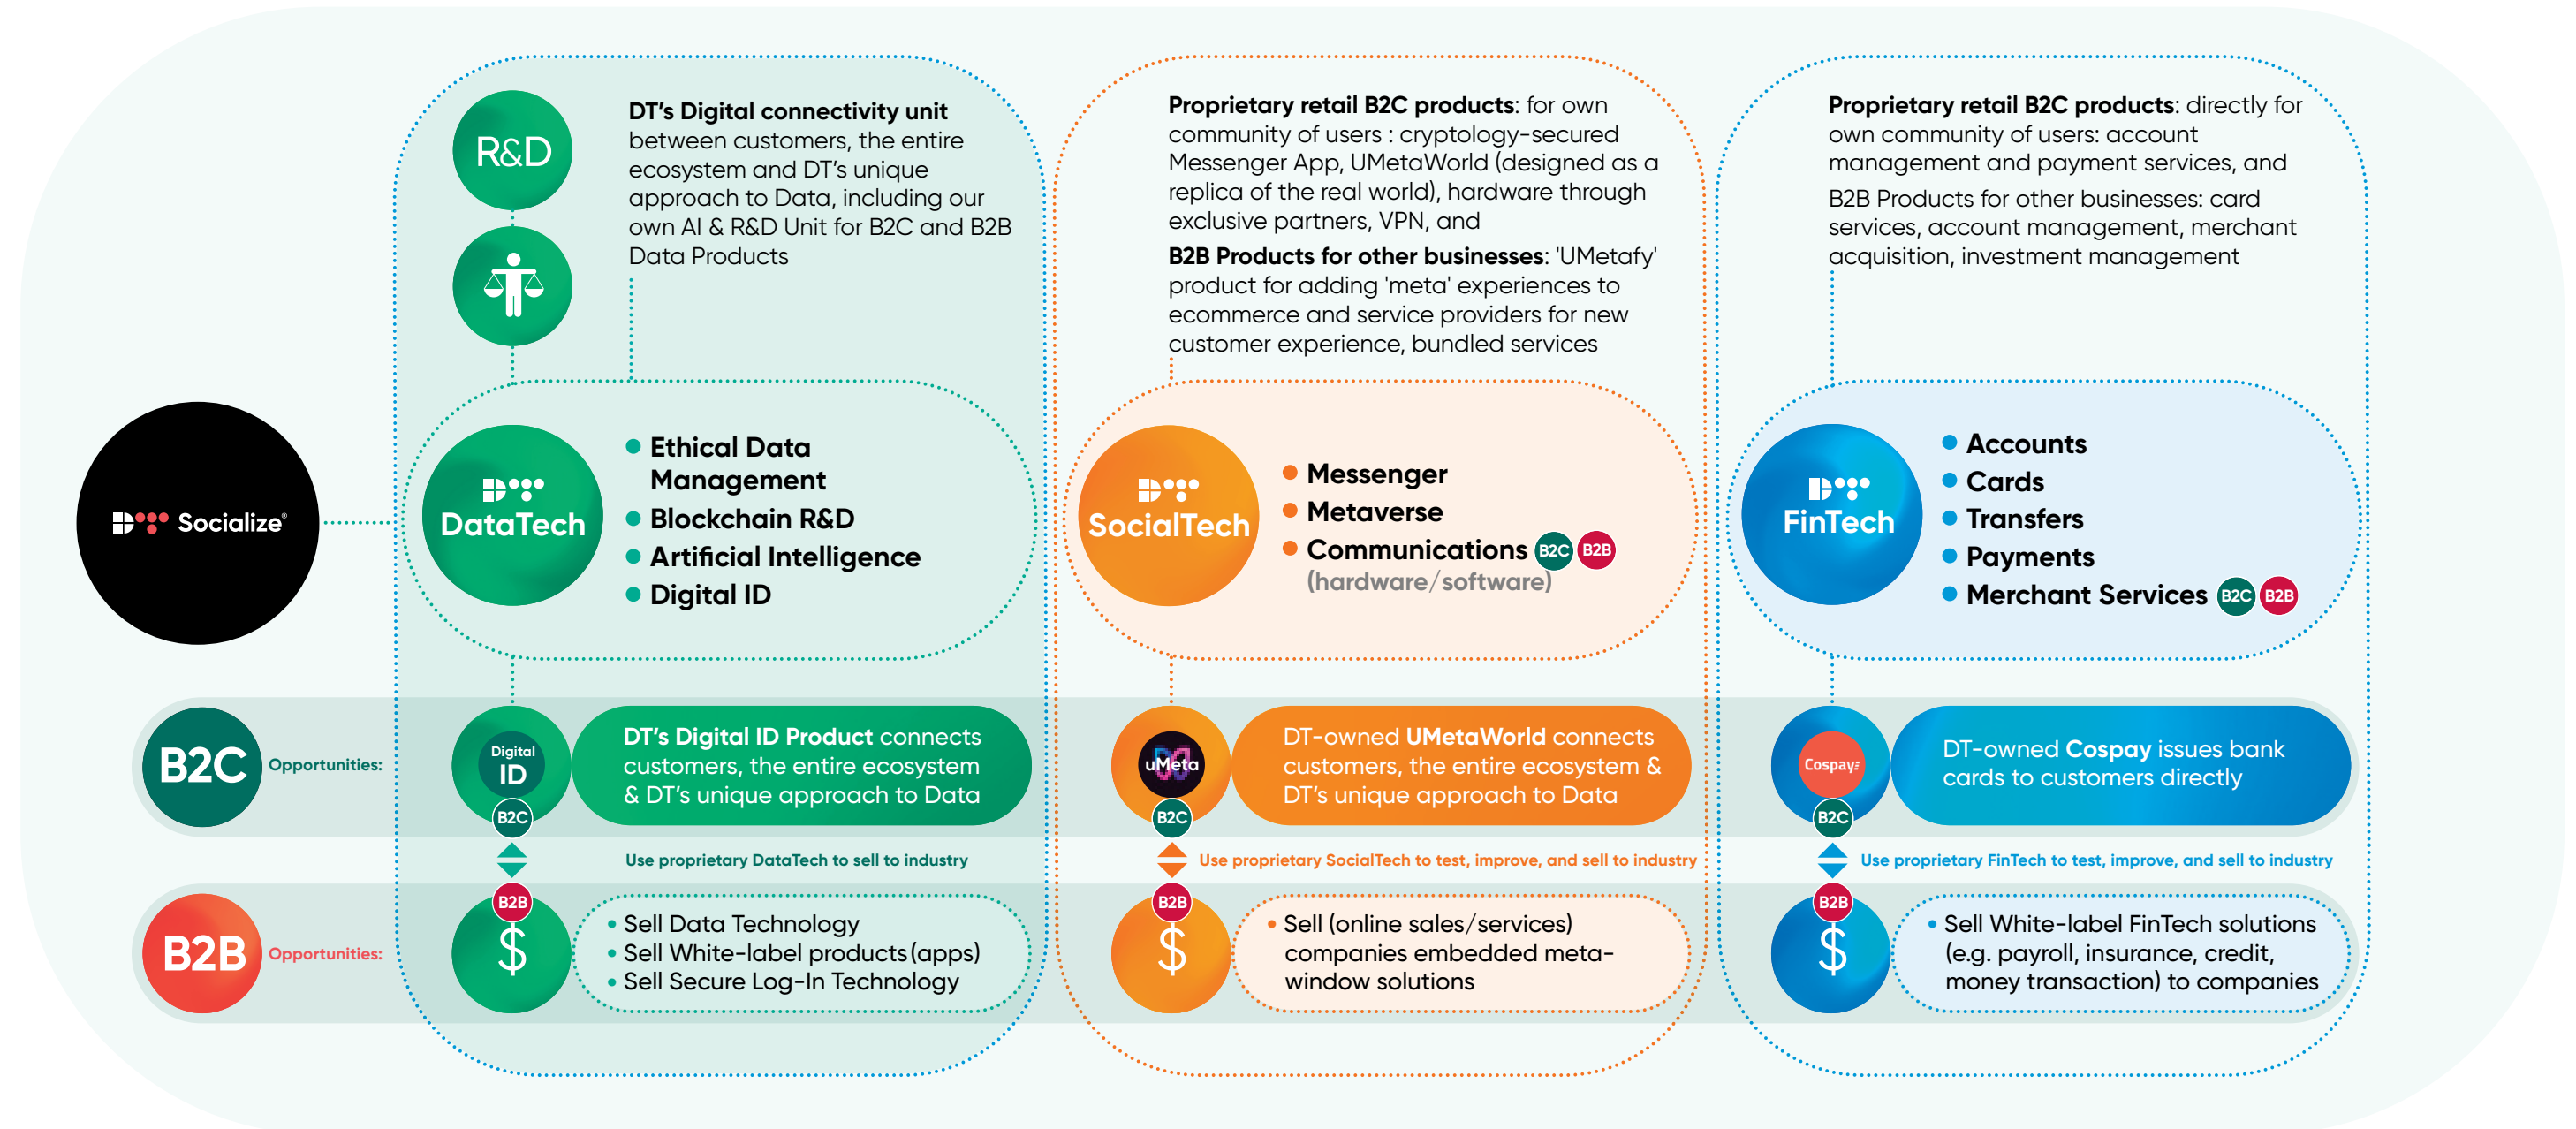 R&D
DT's Digital connectivity unit
between customers, the entire
ecosystem and DT's unique
approach to Data, including our
own AI & R&D Unit for B2C and B2B
Data Products
Proprietary retail B2C products: for own
community of users : cryptology-secured
Messenger App, UMetaWorld (designed as a
replica of the real world), hardware through
exclusive partners, VPN, and
B2B Products for other businesses: 'UMetafy'
product for adding 'meta' experiences to
ecommerce and service providers for new
customer experience, bundled services
Proprietary retail B2C products: directly for
own community of users: account
management and payment services, and
B2B Products for other businesses: card
services, account management, merchant
acquisition, investment management
DT Socialize®
DT
DataTech
Ethical Data
Management
Blockchain R&D
Artificial Intelligence
Digital ID
DT
SocialTech
Messenger
Metaverse
Communications B2C B2B
(hardware/software)
DT
FinTech
Accounts
Cards
Transfers
Payments
Merchant Services B2C B2B
B2C Opportunities:
Digital
ID
B2C
DT's Digital ID Product connects
customers, the entire ecosystem
& DT's unique approach to Data
uMeta
B2C
DT-owned UMetaWorld connects
customers, the entire ecosystem &
DT's unique approach to Data
Cospay
B2C
DT-owned Cospay issues bank
cards to customers directly
Use proprietary DataTech to sell to industry
Use proprietary SocialTech to test, improve, and sell to industry
Use proprietary FinTech to test, improve, and sell to industry
B2B Opportunities:
B2B
$
• Sell Data Technology
• Sell White-label products (apps)
• Sell Secure Log-In Technology
B2B
$
• Sell (online sales/services)
companies embedded meta-
window solutions
B2B
$
• Sell White-label FinTech solutions
(e.g. payroll, insurance, credit,
money transaction) to companies